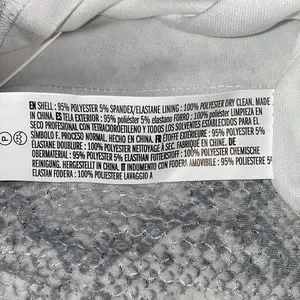 EN SHELL : 95% POLYESTER 5% SPANDEX/ELASTANE LINING : 100% POLYESTER DRY CLEAN. MADE
IN CHINA. ES TELA EXTERIOR : 95% poliéster 5% elastano FORRO : 100% poliéster LIMPIEZA EN
SECO PROFESIONAL CON TETRACLOROETILENO Y TODOS LOS SOLVENTES ESTABLECIDOS PARA EL
SÍMBOLO F. PROCESO NORMAL. HECHO EN CHINA. FR ÉTOFFE EXTÉRIEURE : 95% POLYESTER 5%
ÉLASTANE DOUBLURE : 100% POLYESTER NETTOYAGE À SEC. FABRIQUÉ EN CHINE. DE
OBERMATERIAL : 95% POLYESTER 5% ELASTHAN FUTTERSTOFF : 100% POLYESTER CHEMISCHE
REINIGUNG. HERGESTELLT IN CHINA. IT INDUMENTO CON FODERA AMOVIBILE : 95% POLIESTERE 5%
ELASTAN FODERA : 100% POLIESTERE LAVAGGIO A
P